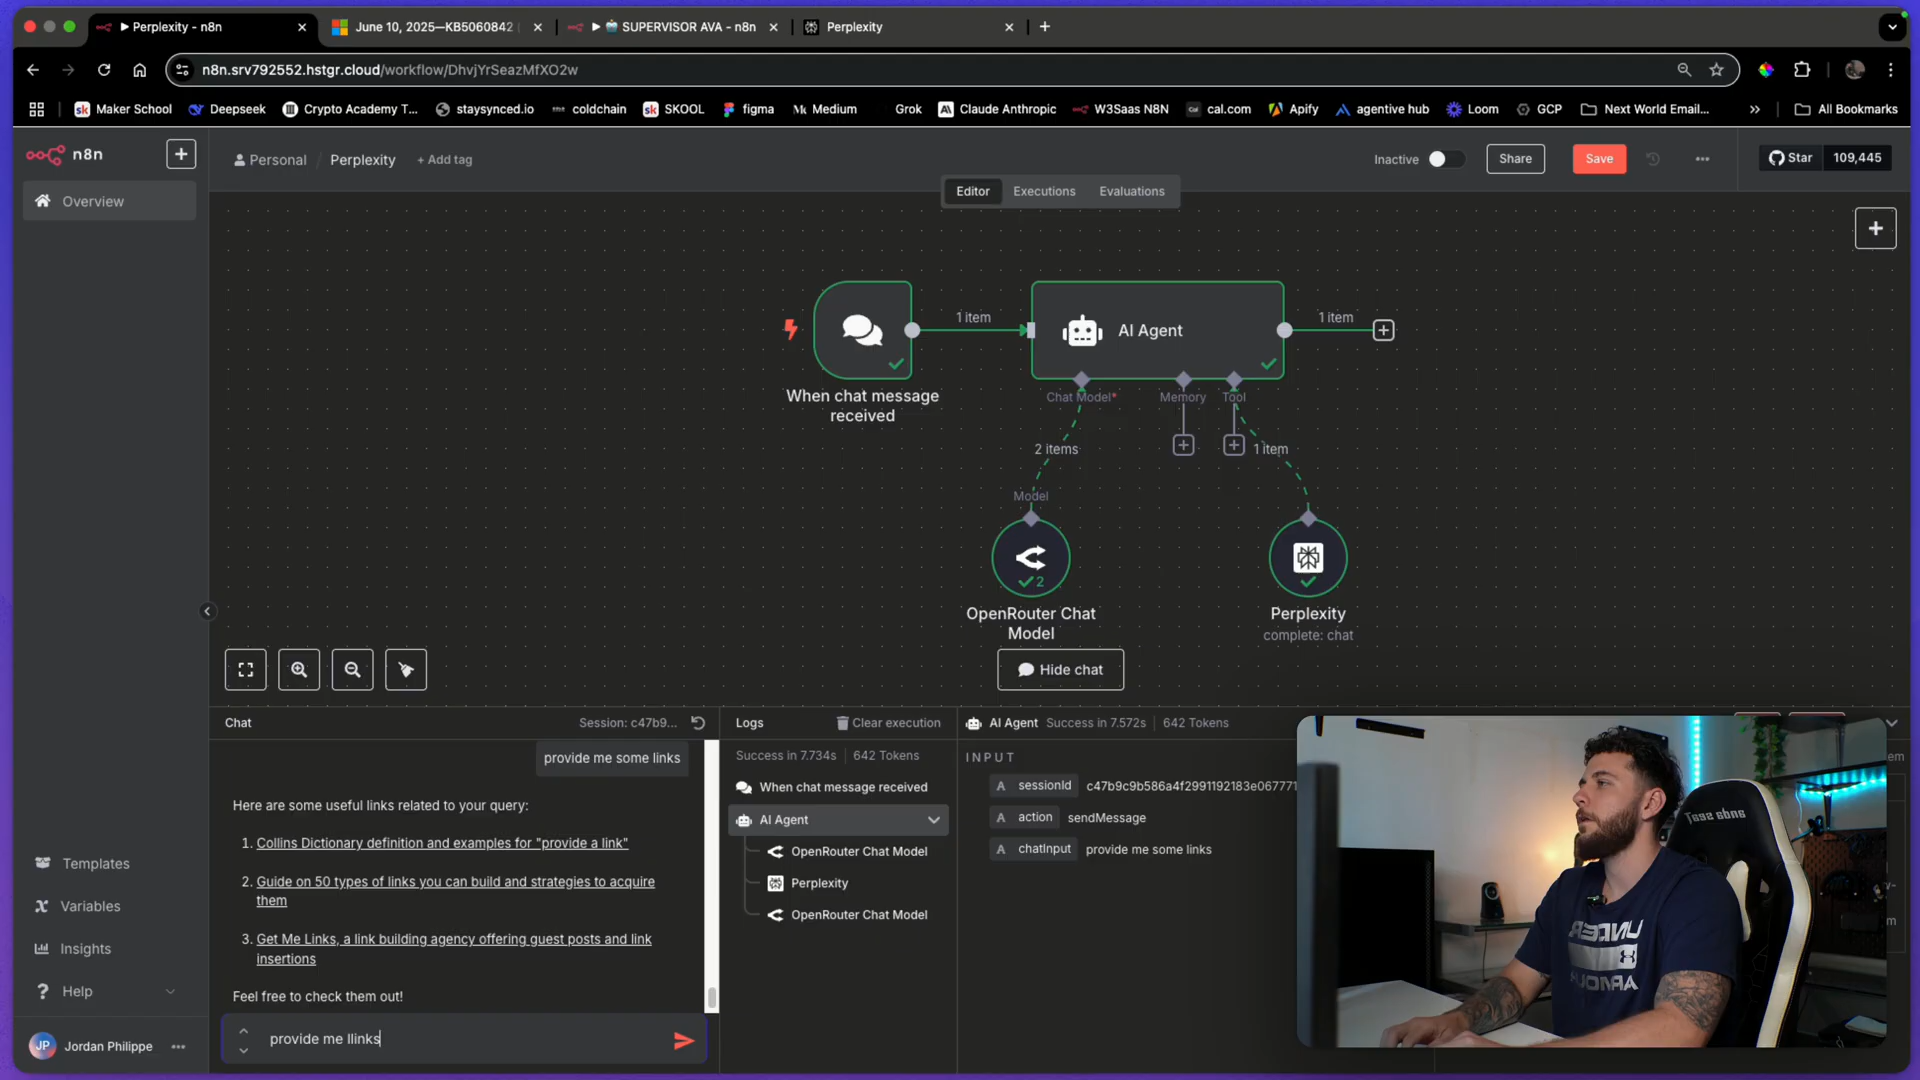 Perplexity - n8n
June 10, 2025—KB5060842
SUPERVISOR AVA - n8n
Perplexity
n8n.srv792552.hstgr.cloud/workflow/DhvjYrSeazMfXO2w
Maker School
Deepseek
Crypto Academy T...
staysynced.io
coldchain
SKOOL
figma
Medium
Grok
Claude Anthropic
W3Saas N8N
cal.com
Apify
agentive hub
Loom
GCP
Next World Email...
All Bookmarks
n8n
Personal
Perplexity
+ Add tag
Inactive
Share
Save
Star
109,445
Overview
Editor
Executions
Evaluations
1 item
AI Agent
1 item
When chat message
received
Chat Model*
Memory
Tool
2 items
1 item
Model
2
OpenRouter Chat
Model
Perplexity
complete: chat
Hide chat
Chat
Session: c47b9...
Logs
Clear execution
AI Agent
Success in 7.572s
642 Tokens
provide me some links
Here are some useful links related to your query:
1. Collins Dictionary definition and examples for "provide a link"
2. Guide on 50 types of links you can build and strategies to acquire
them
3. Get Me Links, a link building agency offering guest posts and link
insertions
Feel free to check them out!
provide me llinks
Success in 7.734s
642 Tokens
When chat message received
AI Agent
OpenRouter Chat Model
Perplexity
OpenRouter Chat Model
INPUT
A sessionId c47b9c9b586a4f2991192183e067771
A action sendMessage
A chatInput provide me some links
Templates
Variables
Insights
Help
JP
Jordan Philippe